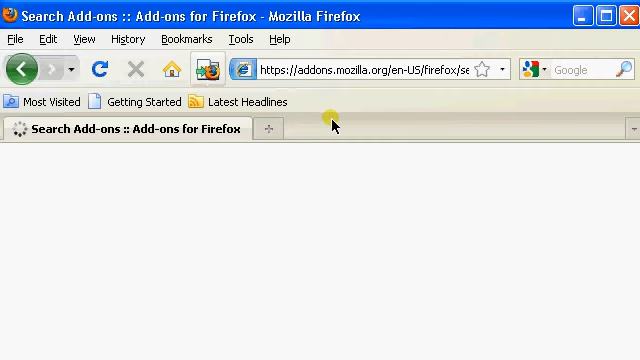 Search Add-ons :: Add-ons for Firefox - Mozilla Firefox
File Edit View History Bookmarks Tools Help
https://addons.mozilla.org/en-US/firefox/se Google
Most Visited Getting Started Latest Headlines
Search Add-ons :: Add-ons for Firefox